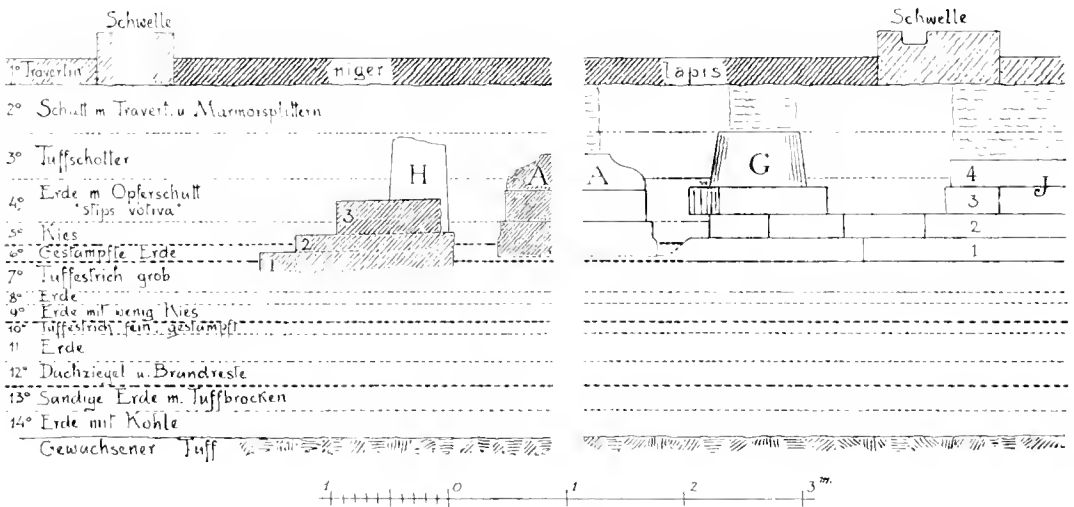 Schwelle
Schwelle
1° Travertin
niger
lapis
2° Schutt m Travert. u Marmorsplittern
3° Tuffschotter
H
A
A
G
4
J
4° Erde m Opferschutt
"stips votiva"
3
3
5° Kies
2
2
6° Gestampfte Erde
1
1
7° Tuffestrich grob
8° Erde
9° Erde mit wenig Kies
10° Tuffestrich fein gestampft
11 Erde
12° Dachziegel u. Brandreste
13° Sandige Erde m. Tuffbrocken
14° Erde mit Kohle
Gewachsener Tuff
1 0 1 2 3 m.